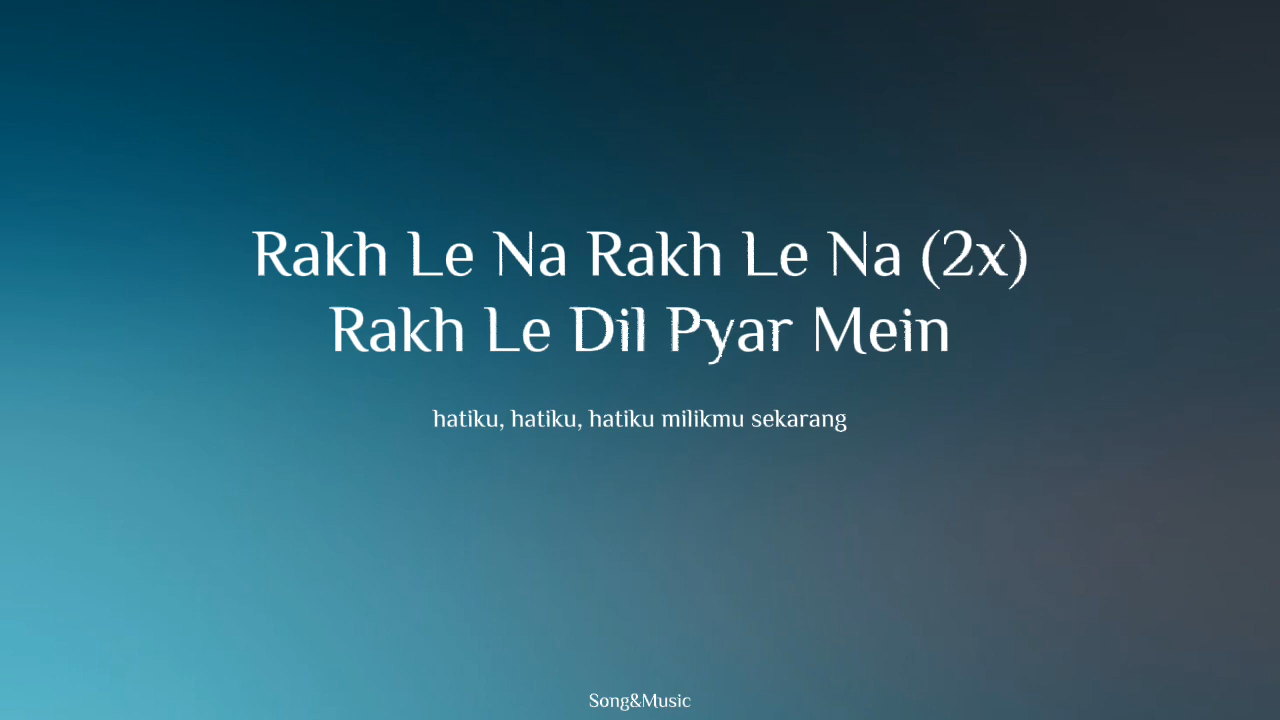 Rakh Le Na Rakh Le Na (2x)
Rakh Le Dil Pyar Mein
hatiku, hatiku, hatiku milikmu sekarang
Song&Music